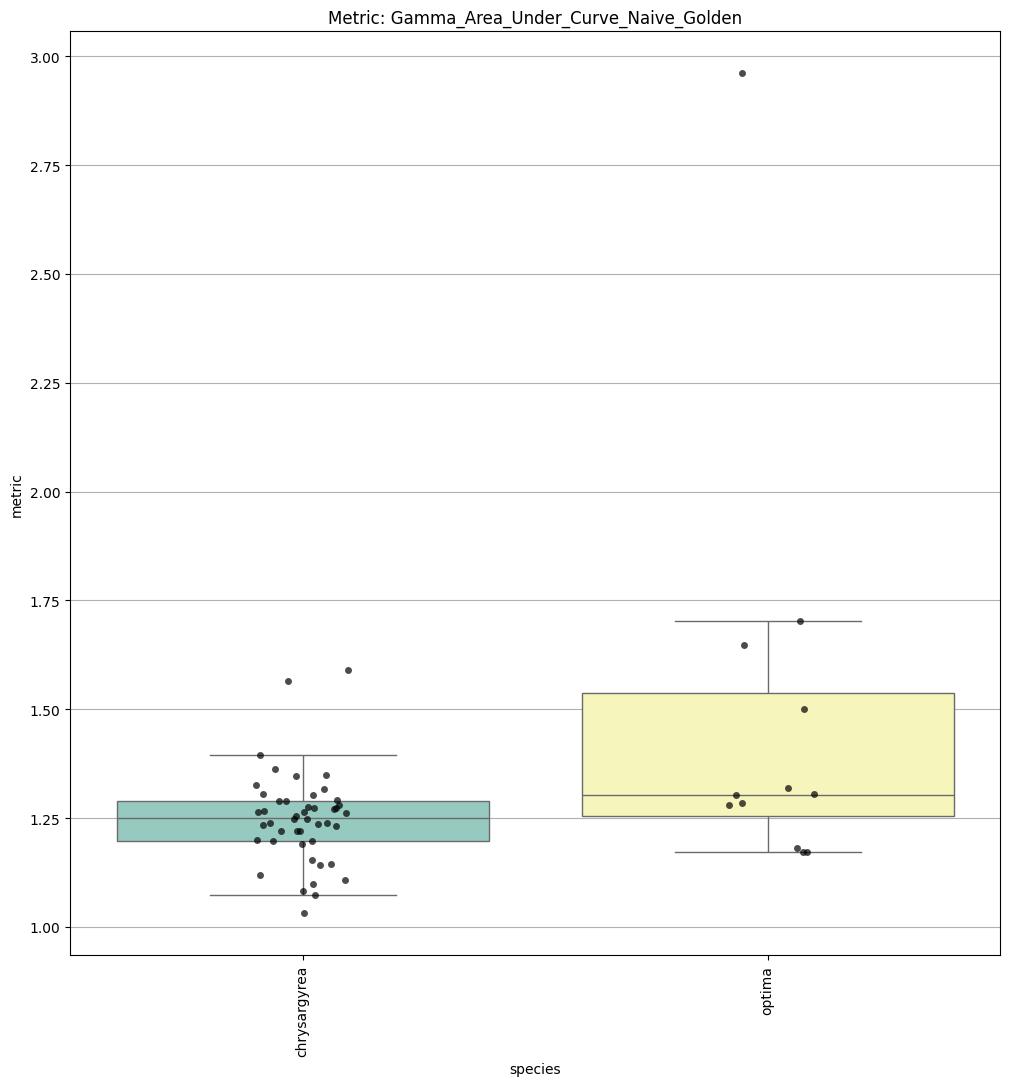 Metric: Gamma_Area_Under_Curve_Naive_Golden
3.00
2.75
2.50
2.25
2.00
1.75
1.50
1.25
1.00
metric
chrysargyrea
optima
species